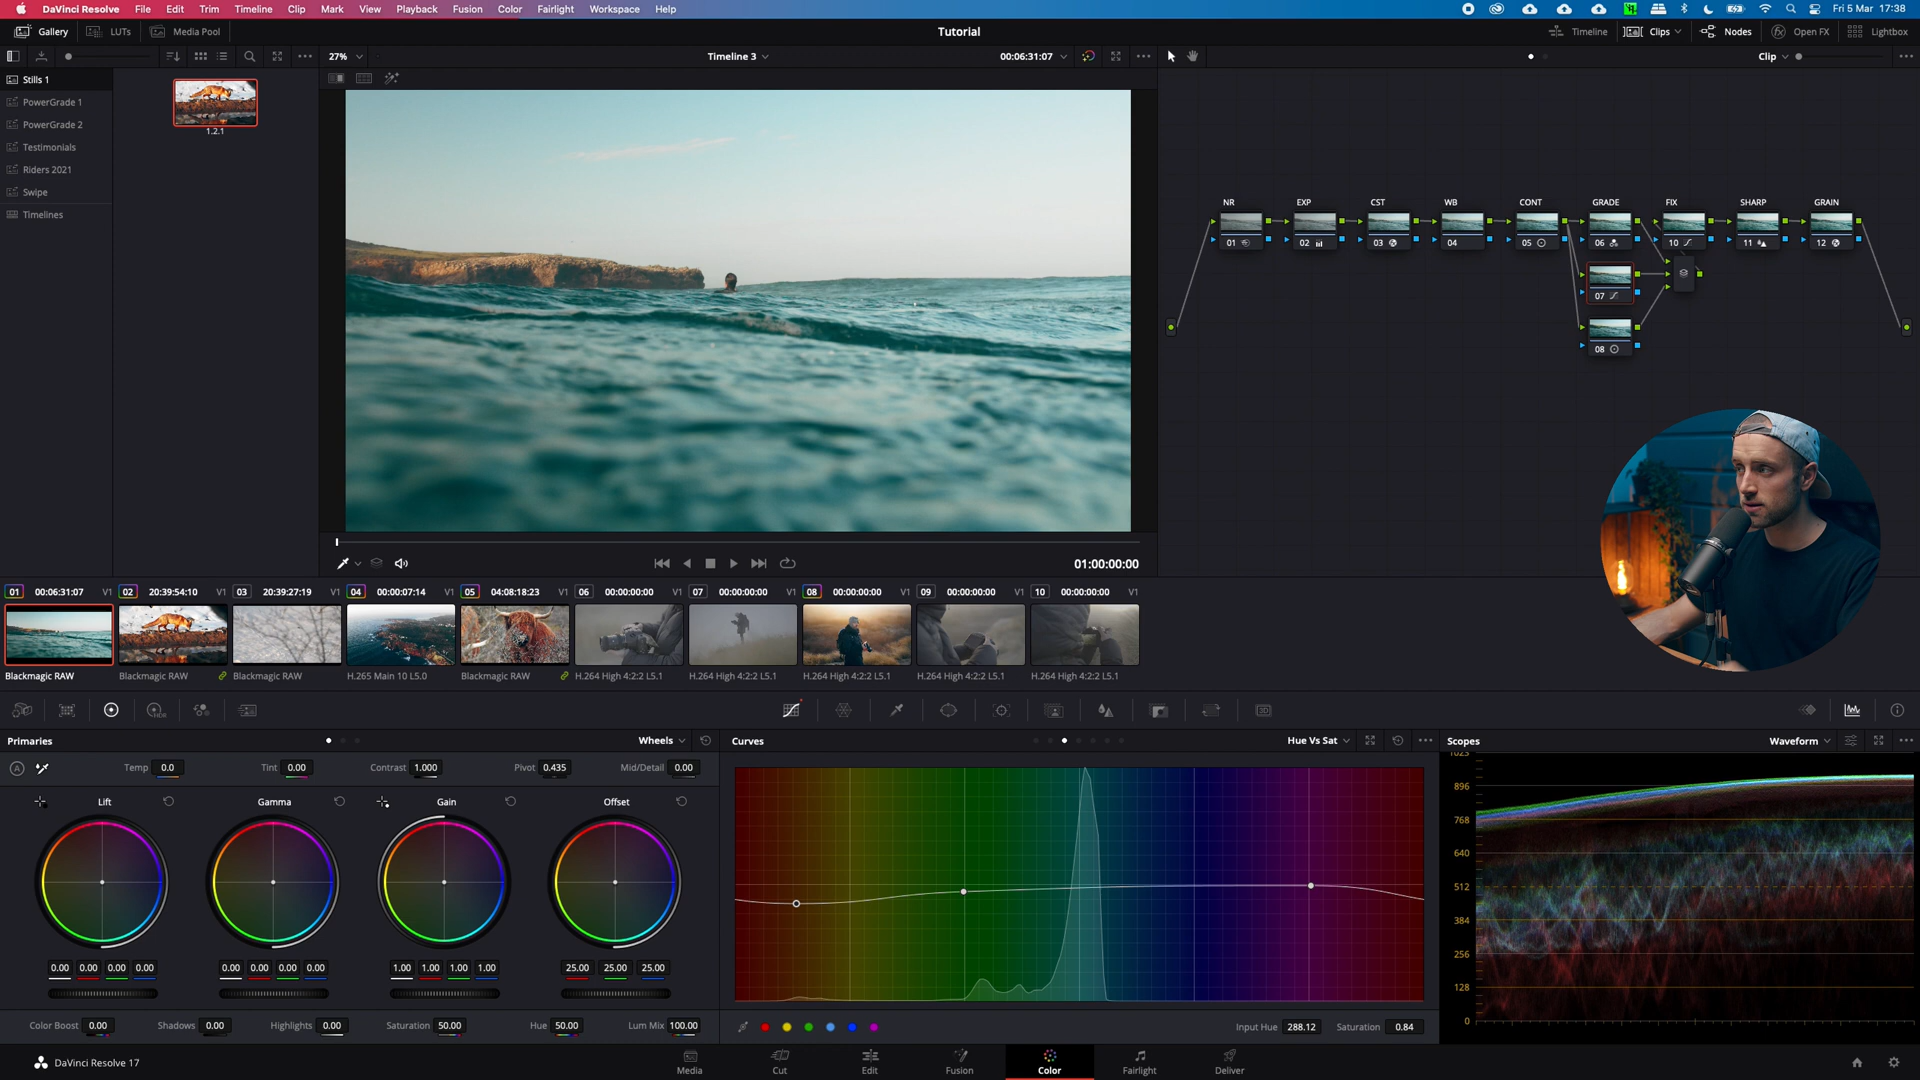 DaVinci Resolve File Edit Trim Timeline Clip Mark View Playback Fusion Color Fairlight Workspace Help Fri 5 Mar 17:38
Gallery LUTs Media Pool Tutorial Timeline Clips Nodes Open FX Lightbox
27% Timeline 3 00:06:31:07 Clip
Stills 1
PowerGrade 1
PowerGrade 2
Testimonials
Riders 2021
Swipe
Timelines
1.2.1
NR EXP CST WB CONT GRADE FIX SHARP GRAIN
01 02 03 04 05 06 10 11 12
07
08
01:00:00:00
01 00:06:31:07 V1 02 20:39:54:10 V1 03 20:39:27:19 V1 04 00:00:07:14 V1 05 04:08:18:23 V1 06 00:00:00:00 V1 07 00:00:00:00 V1 08 00:00:00:00 V1 09 00:00:00:00 V1 10 00:00:00:00 V1
Blackmagic RAW Blackmagic RAW Blackmagic RAW H.265 Main 10 L5.0 Blackmagic RAW H.264 High 4:2:2 L5.1 H.264 High 4:2:2 L5.1 H.264 High 4:2:2 L5.1 H.264 High 4:2:2 L5.1 H.264 High 4:2:2 L5.1
HDR 3D
Primaries Wheels Curves Hue Vs Sat Scopes Waveform
A Temp 0.0 Tint 0.00 Contrast 1.000 Pivot 0.435 Mid/Detail 0.00
Lift Gamma Gain Offset
0.00 0.00 0.00 0.00 0.00 0.00 0.00 0.00 1.00 1.00 1.00 1.00 25.00 25.00 25.00
Color Boost 0.00 Shadows 0.00 Highlights 0.00 Saturation 50.00 Hue 50.00 Lum Mix 100.00
Input Hue 288.12 Saturation 0.84
1023
896
768
640
512
384
256
128
0
DaVinci Resolve 17 Media Cut Edit Fusion Color Fairlight Deliver